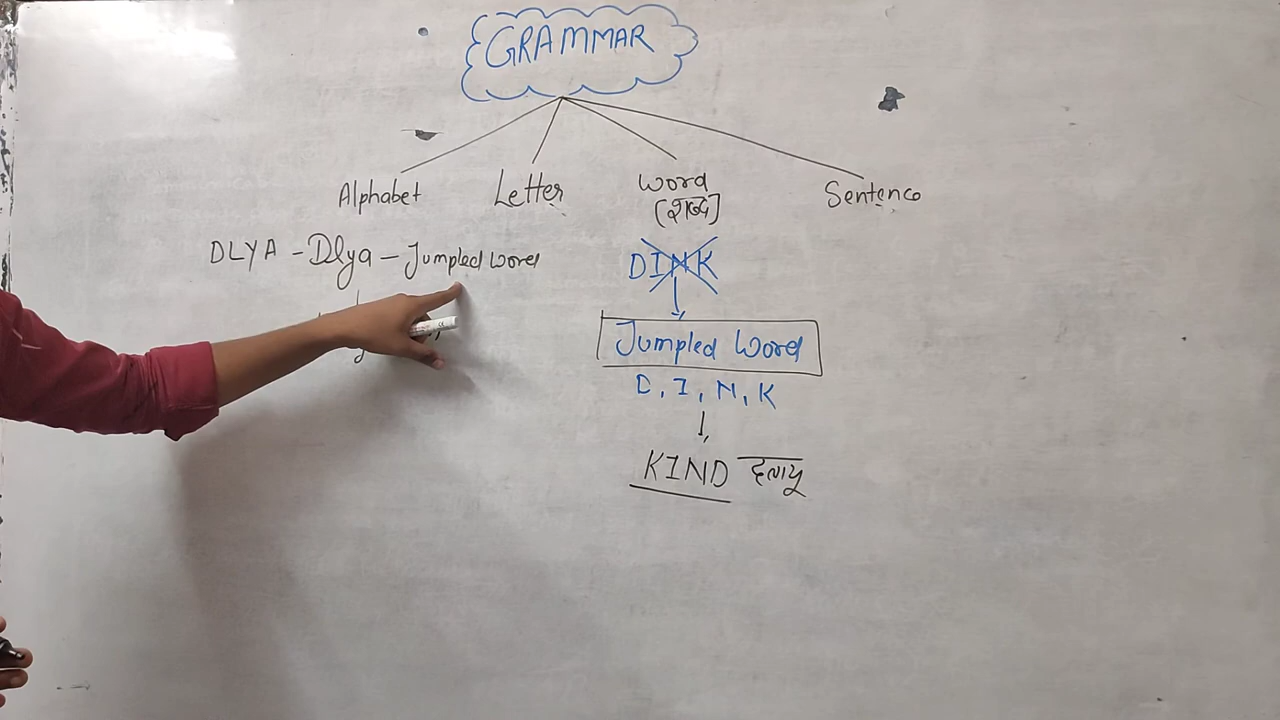 GRAMMAR
Alphabet Letter Word Sentence
[शब्द]
DLYA - Dlya - Jumpled Word
DINK
Jumpled Word
D, I, N, K
KIND दयालू